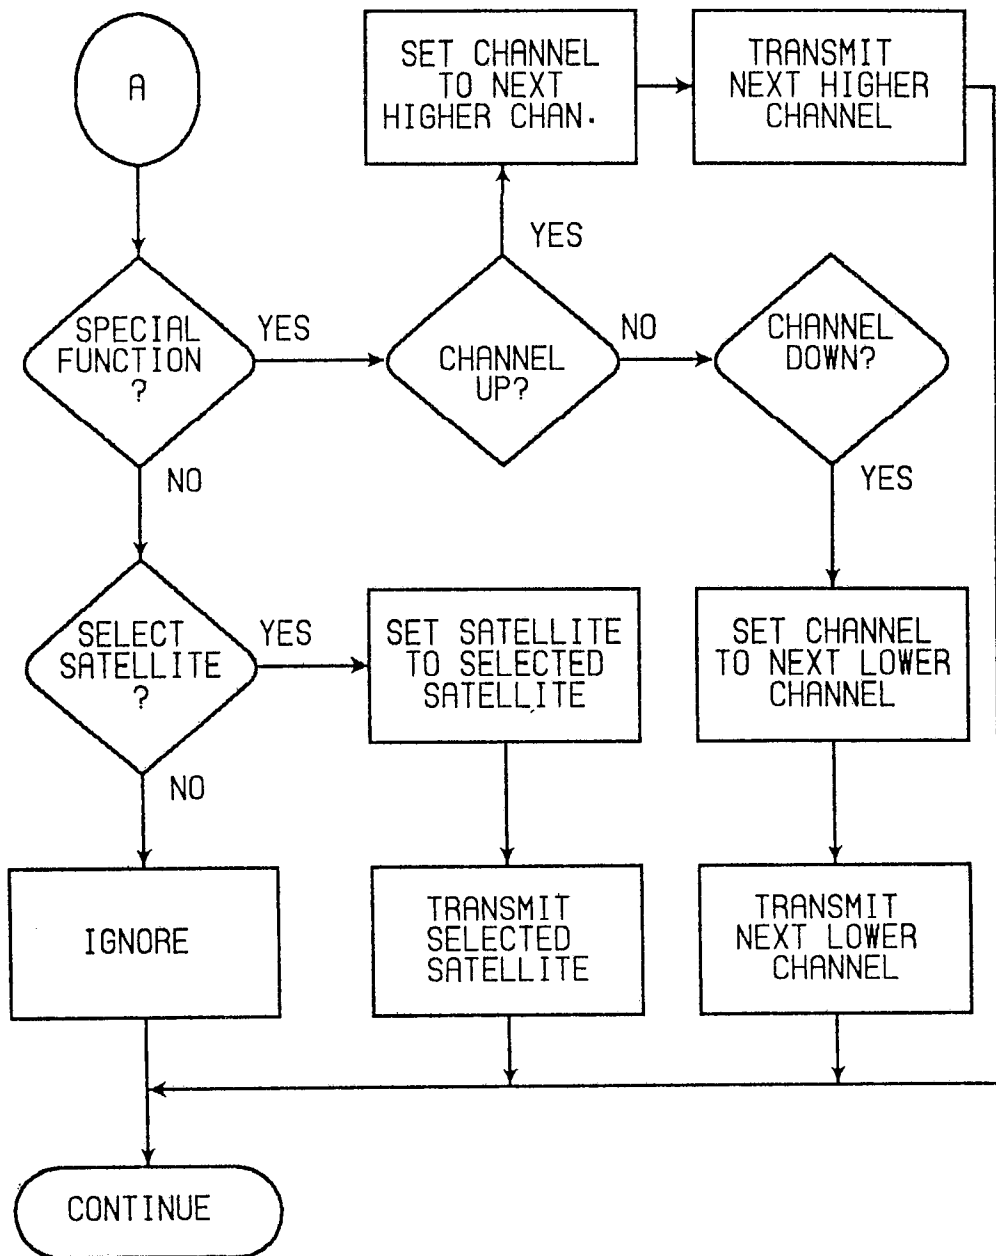 A
SET CHANNEL
TO NEXT
HIGHER CHAN.
TRANSMIT
NEXT HIGHER
CHANNEL
YES
SPECIAL
FUNCTION
?
YES
CHANNEL
UP?
NO
CHANNEL
DOWN?
NO
YES
SELECT
SATELLITE
?
YES
SET SATELLITE
TO SELECTED
SATELLITE
SET CHANNEL
TO NEXT LOWER
CHANNEL
NO
IGNORE
TRANSMIT
SELECTED
SATELLITE
TRANSMIT
NEXT LOWER
CHANNEL
CONTINUE